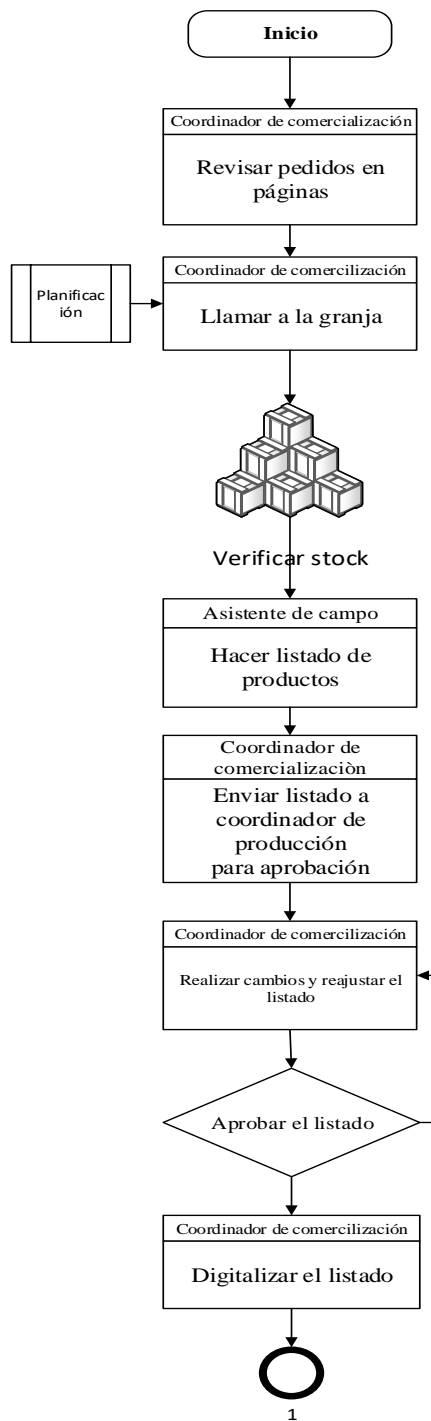 Inicio
Coordinador de comercialización
Revisar pedidos en
páginas
Coordinador de comercilización
Planificac
ión
Llamar a la granja
Verificar stock
Asistente de campo
Hacer listado de
productos
Coordinador de
comercializaciòn
Enviar listado a
coordinador de
producción
para aprobación
Coordinador de comercilización
Realizar cambios y reajustar el
listado
Aprobar el listado
Coordinador de comercilización
Digitalizar el listado
1